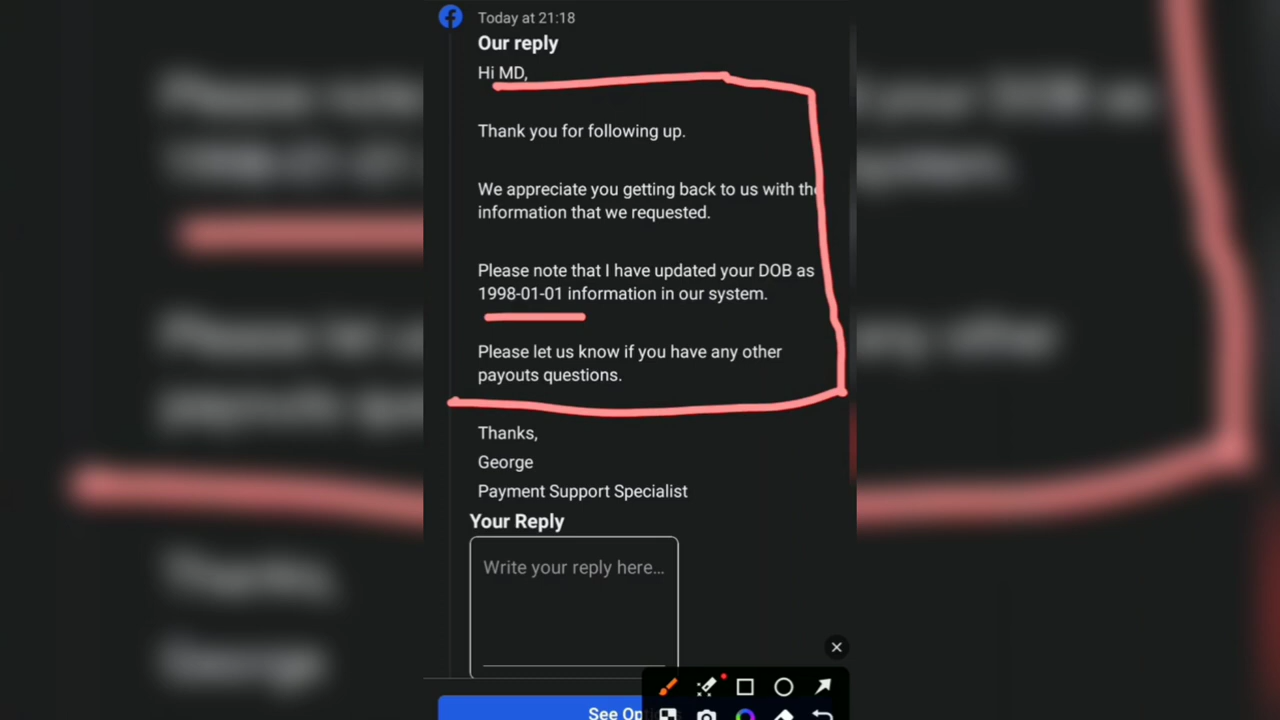 Today at 21:18
Our reply
Hi MD,
Thank you for following up.
We appreciate you getting back to us with the
information that we requested.
Please note that I have updated your DOB as
1998-01-01 information in our system.
Please let us know if you have any other
payouts questions.
Thanks,
George
Payment Support Specialist
Your Reply
Write your reply here...
See